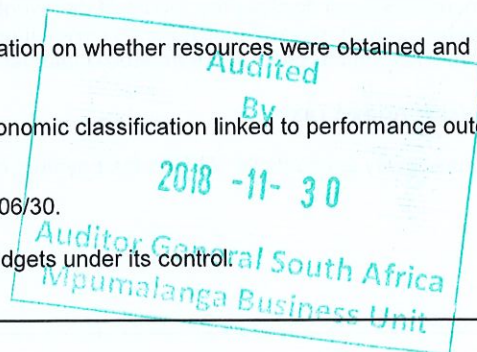 ation on whether resources were obtained and
Audited
By
onomic classification linked to performance out
2018 -11- 30
06/30.
Auditor General South Africa
dgets under its control.
Mpumalanga Business Unit